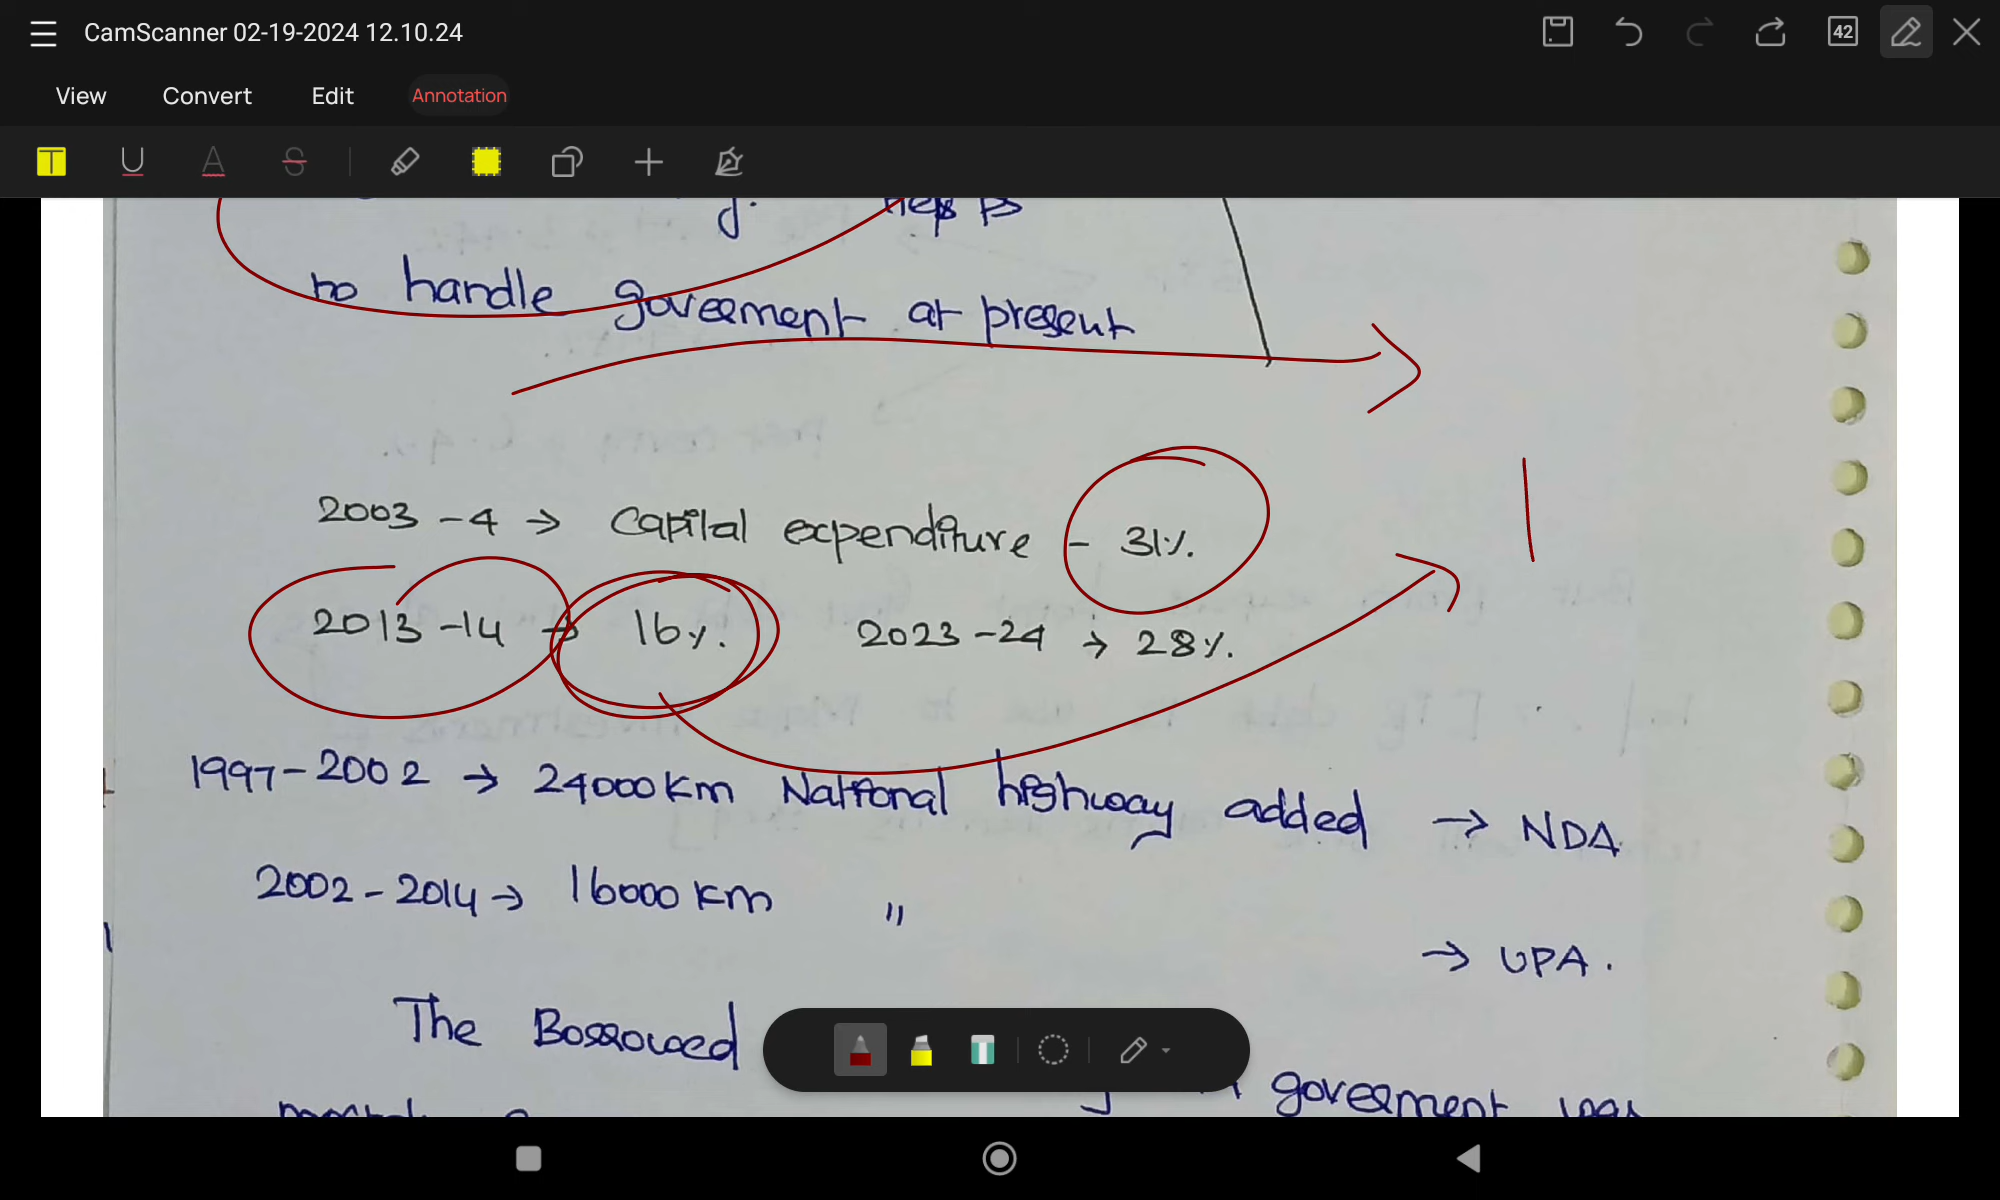 CamScanner 02-19-2024 12.10.24
42
View Convert Edit Annotation
helps
to handle goverment at present
2003-4 → Capital expenditure - 31%.
2013-14 → 16%. 2023-24 → 28%.
1997-2002 → 24000 Km National highway added → NDA
2002-2014 → 16000 Km "
→ UPA.
The Borrowed
goverment was